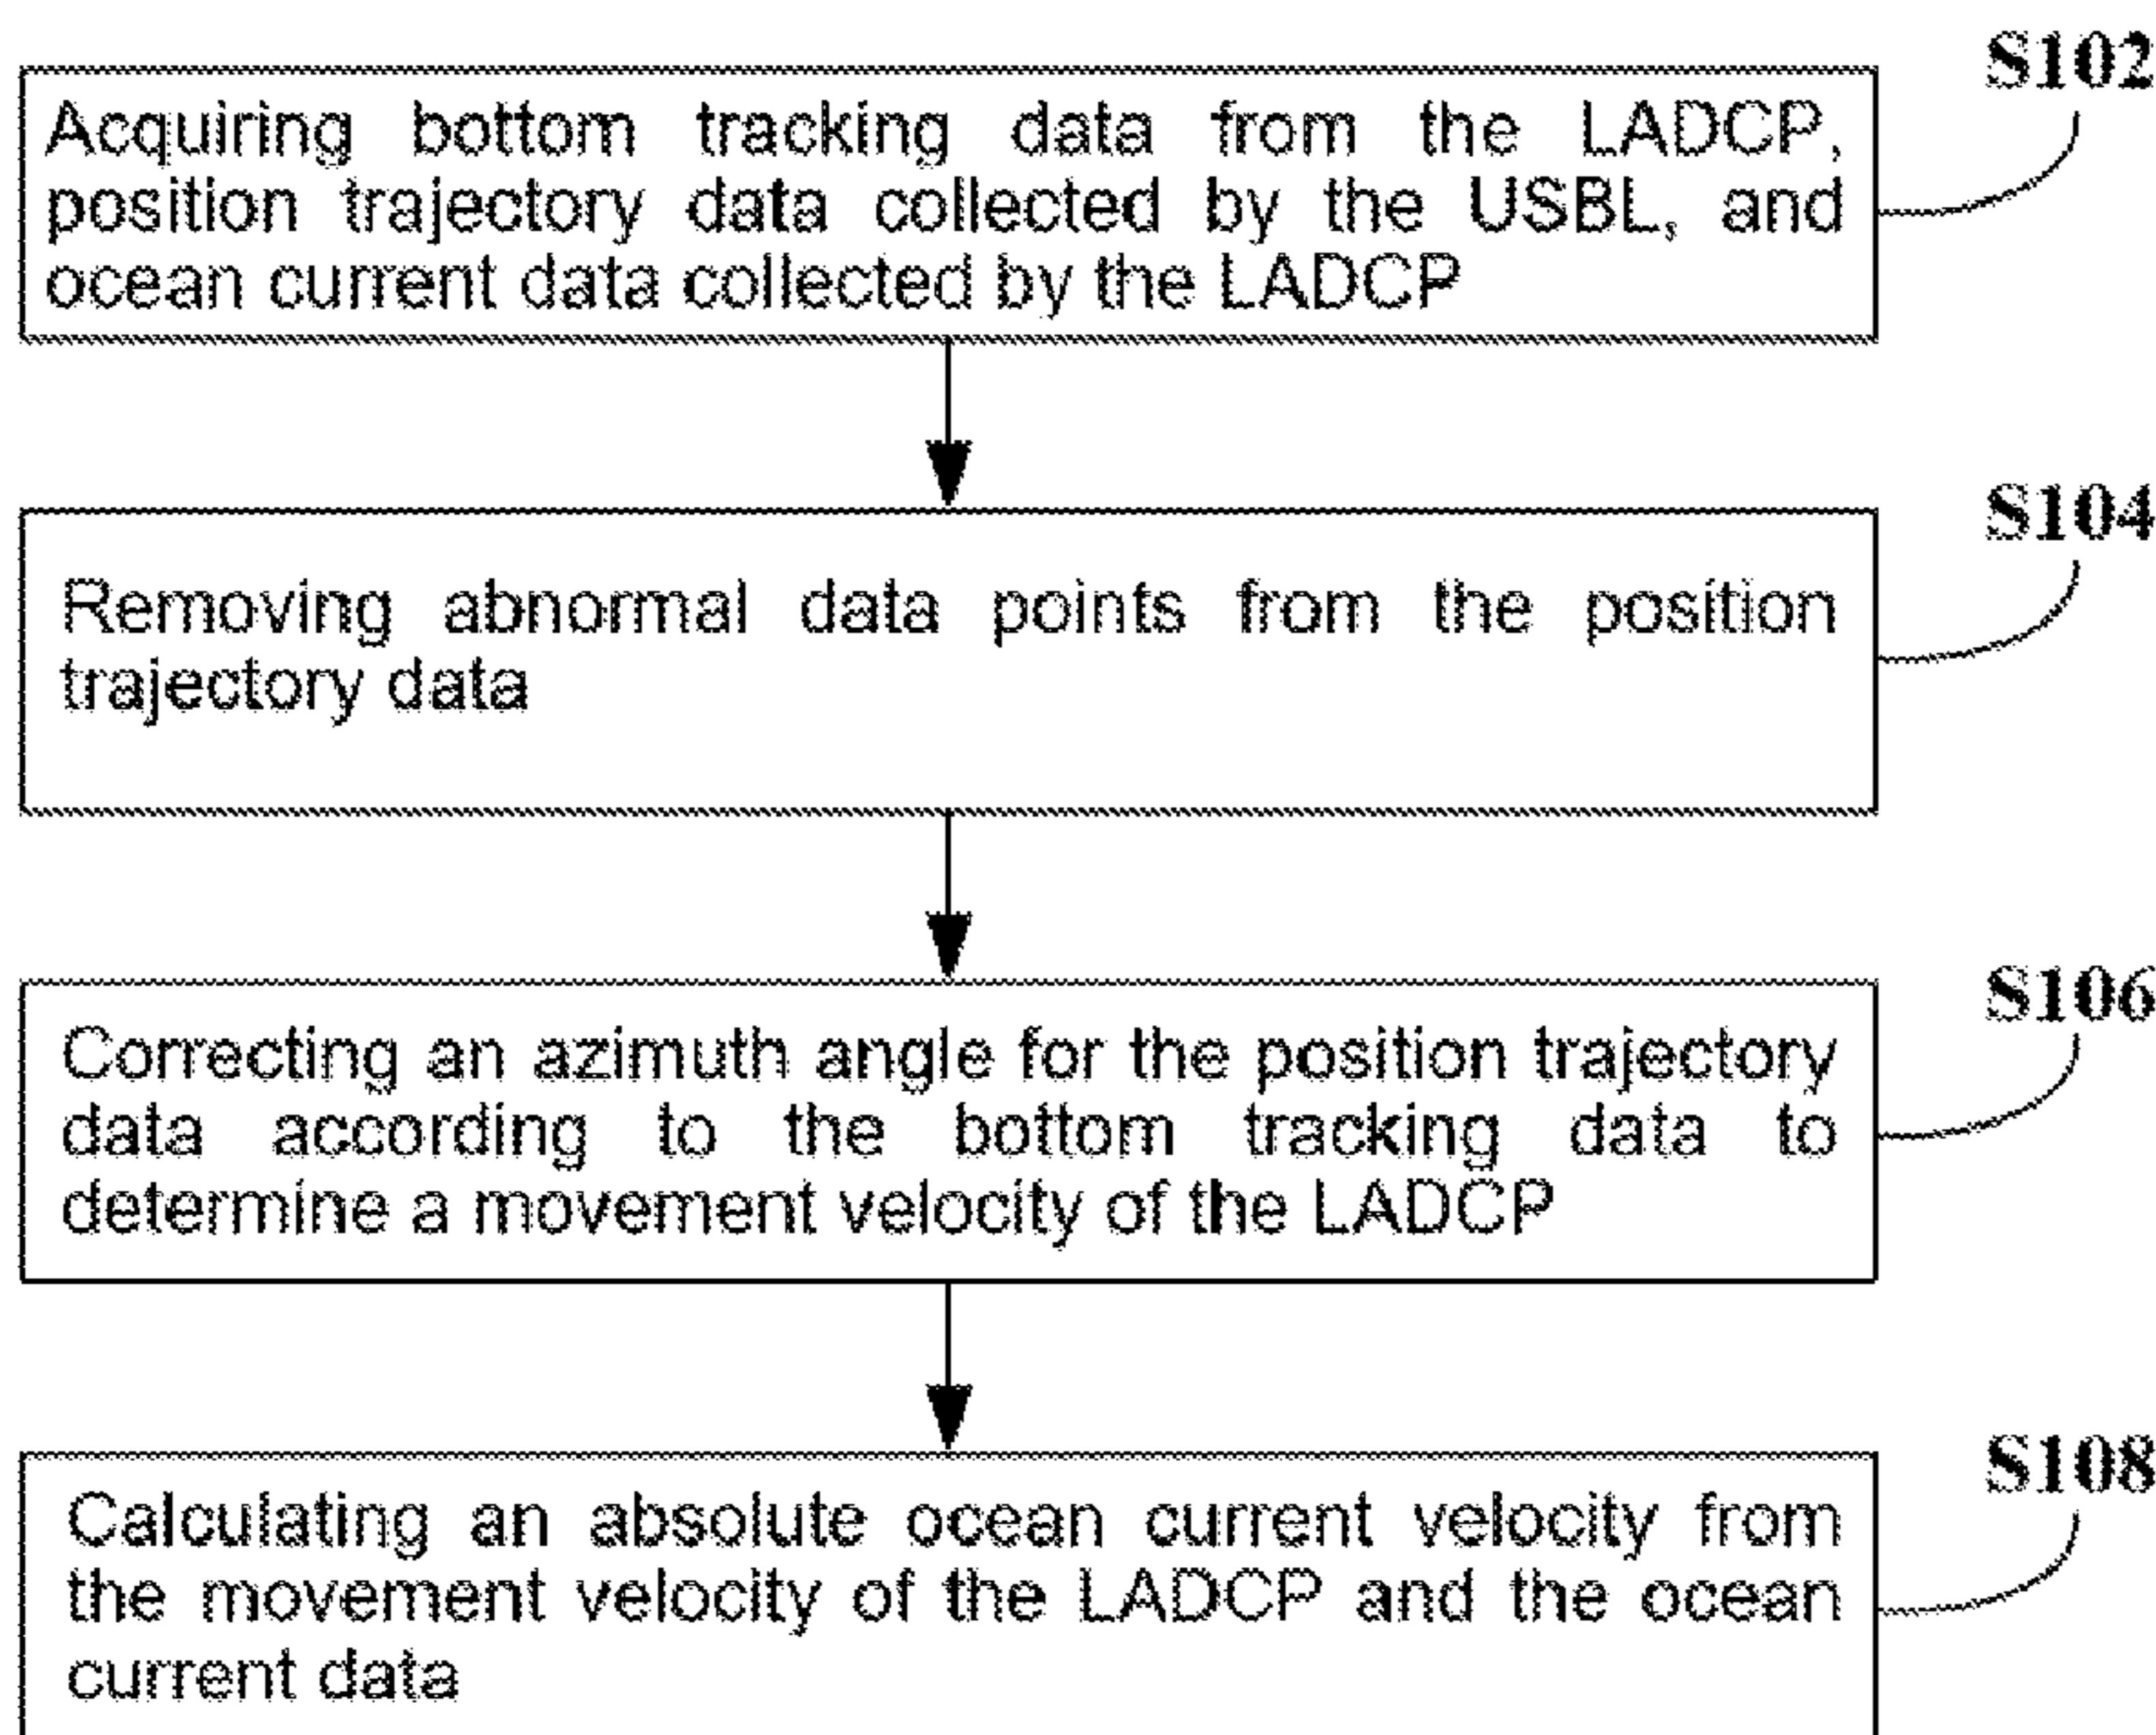 S102
Acquiring bottom tracking data from the LADCP,
position trajectory data collected by the USBL, and
ocean current data collected by the LADCP
S104
Removing abnormal data points from the position
trajectory data
S106
Correcting an azimuth angle for the position trajectory
data according to the bottom tracking data to
determine a movement velocity of the LADCP
S108
Calculating an absolute ocean current velocity from
the movement velocity of the LADCP and the ocean
current data